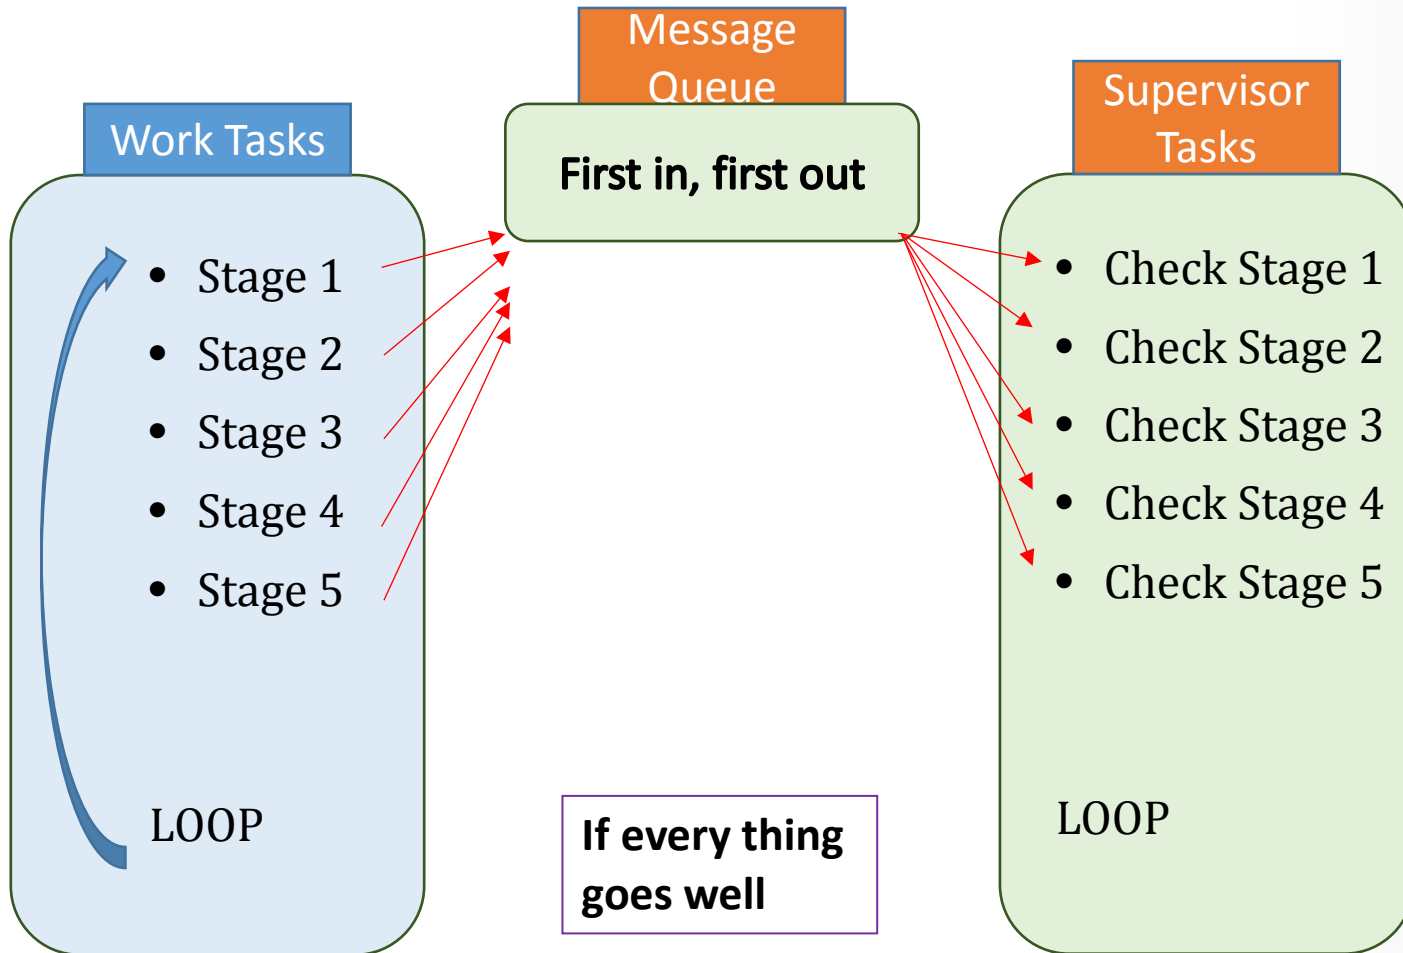 Message
Queue
First in, first out
Work Tasks
• Stage 1
• Stage 2
• Stage 3
• Stage 4
• Stage 5
LOOP
If every thing
goes well
Supervisor
Tasks
• Check Stage 1
• Check Stage 2
• Check Stage 3
• Check Stage 4
• Check Stage 5
LOOP